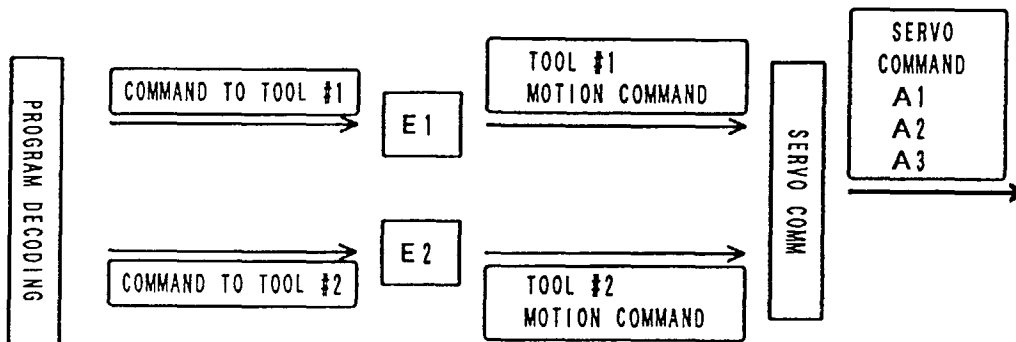 PROGRAM DECODING
COMMAND TO TOOL #1
E1
TOOL #1
MOTION COMMAND
COMMAND TO TOOL #2
E2
TOOL #2
MOTION COMMAND
SERVO COMM
SERVO
COMMAND
A1
A2
A3